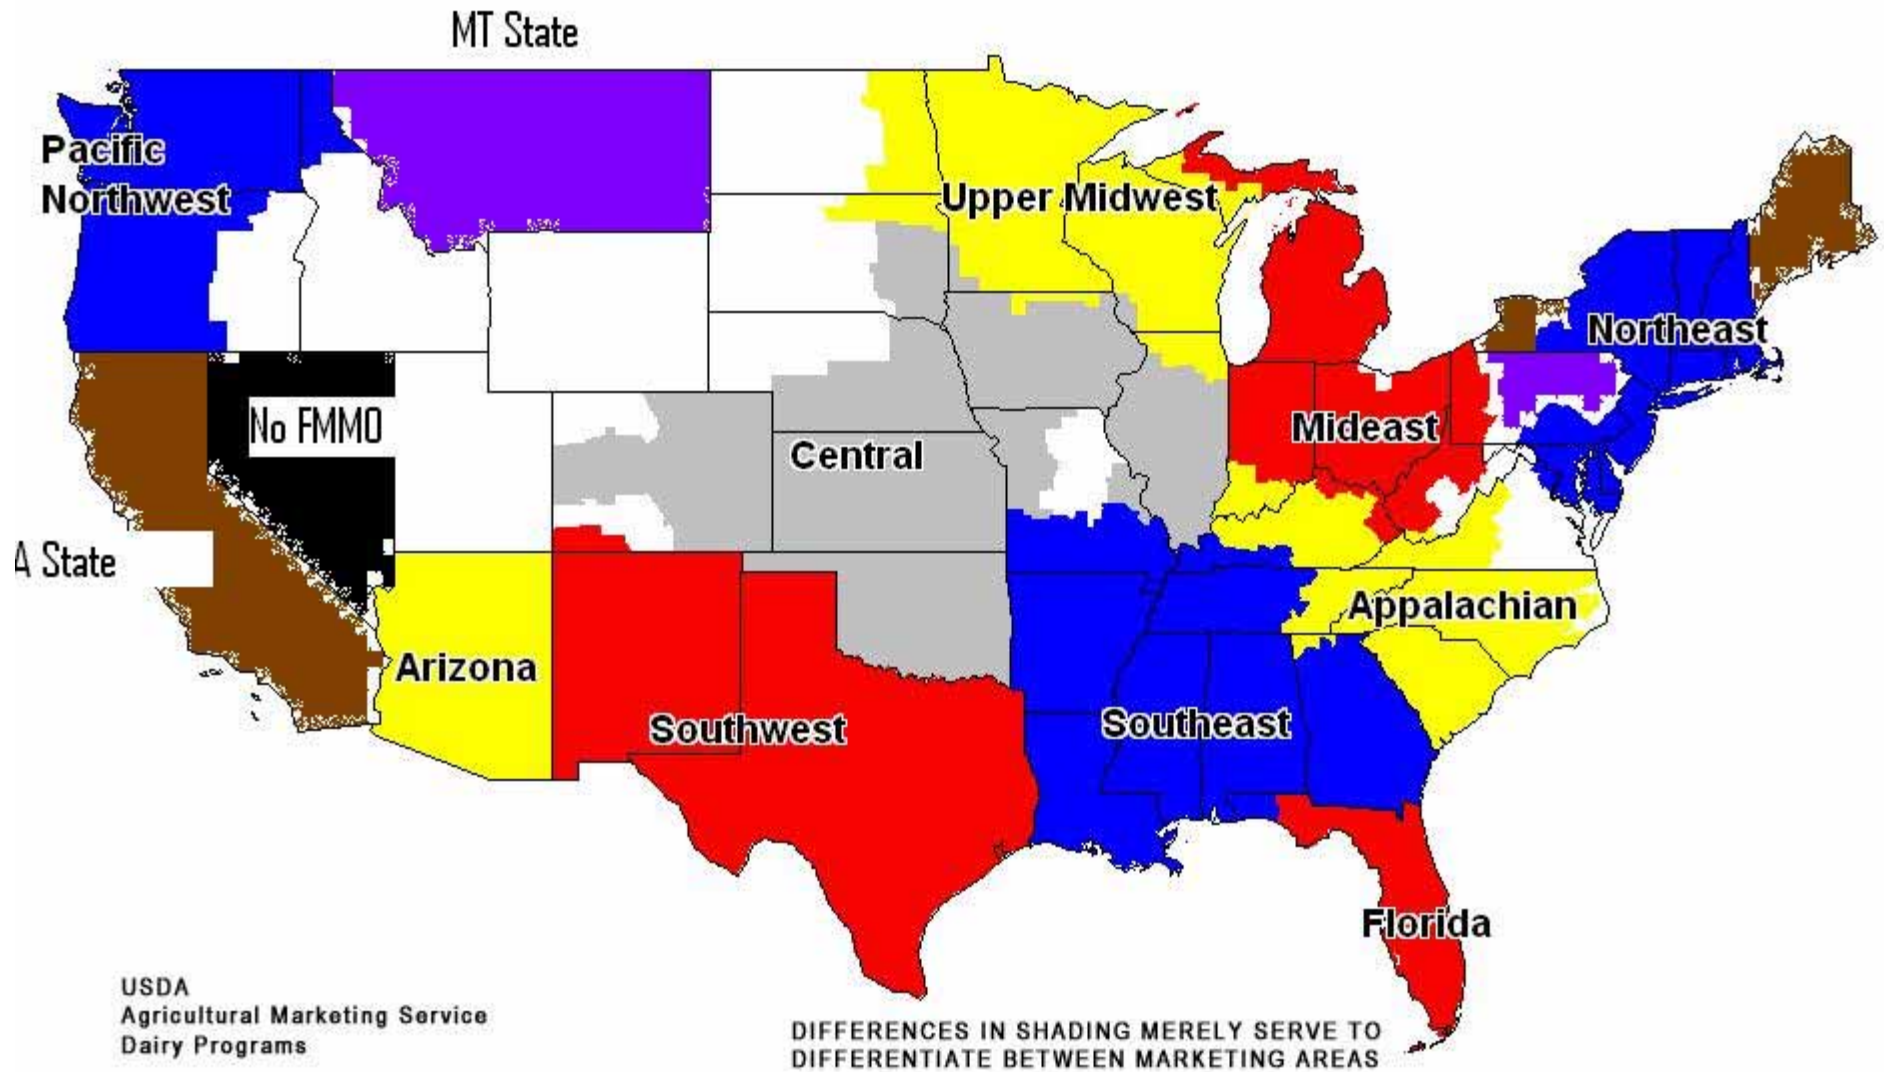 MT State
Pacific
Northwest
Upper Midwest
Northeast
No FMMO
Mideast
Central
A State
Appalachian
Arizona
Southwest
Southeast
Florida
USDA
Agricultural Marketing Service
Dairy Programs
DIFFERENCES IN SHADING MERELY SERVE TO
DIFFERENTIATE BETWEEN MARKETING AREAS